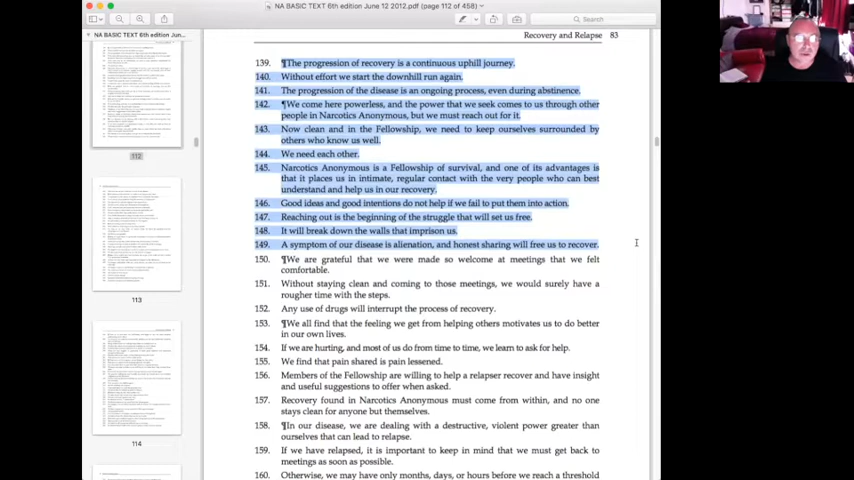 NA BASIC TEXT 6th edition June 12 2012.pdf (page 112 of 458)
Search
NA BASIC TEXT 6th edition Jun...
112
113
114
Recovery and Relapse 83
139. ¶The progression of recovery is a continuous uphill journey.
140. Without effort we start the downhill run again.
141. The progression of the disease is an ongoing process, even during abstinence.
142. ¶We come here powerless, and the power that we seek comes to us through other
people in Narcotics Anonymous, but we must reach out for it.
143. Now clean and in the Fellowship, we need to keep ourselves surrounded by
others who know us well.
144. We need each other.
145. Narcotics Anonymous is a Fellowship of survival, and one of its advantages is
that it places us in intimate, regular contact with the very people who can best
understand and help us in our recovery.
146. Good ideas and good intentions do not help if we fail to put them into action.
147. Reaching out is the beginning of the struggle that will set us free.
148. It will break down the walls that imprison us.
149. A symptom of our disease is alienation, and honest sharing will free us to recover.
150. ¶We are grateful that we were made so welcome at meetings that we felt
comfortable.
151. Without staying clean and coming to those meetings, we would surely have a
rougher time with the steps.
152. Any use of drugs will interrupt the process of recovery.
153. ¶We all find that the feeling we get from helping others motivates us to do better
in our own lives.
154. If we are hurting, and most of us do from time to time, we learn to ask for help.
155. We find that pain shared is pain lessened.
156. Members of the Fellowship are willing to help a relapser recover and have insight
and useful suggestions to offer when asked.
157. Recovery found in Narcotics Anonymous must come from within, and no one
stays clean for anyone but themselves.
158. ¶In our disease, we are dealing with a destructive, violent power greater than
ourselves that can lead to relapse.
159. If we have relapsed, it is important to keep in mind that we must get back to
meetings as soon as possible.
160. Otherwise, we may have only months, days, or hours before we reach a threshold